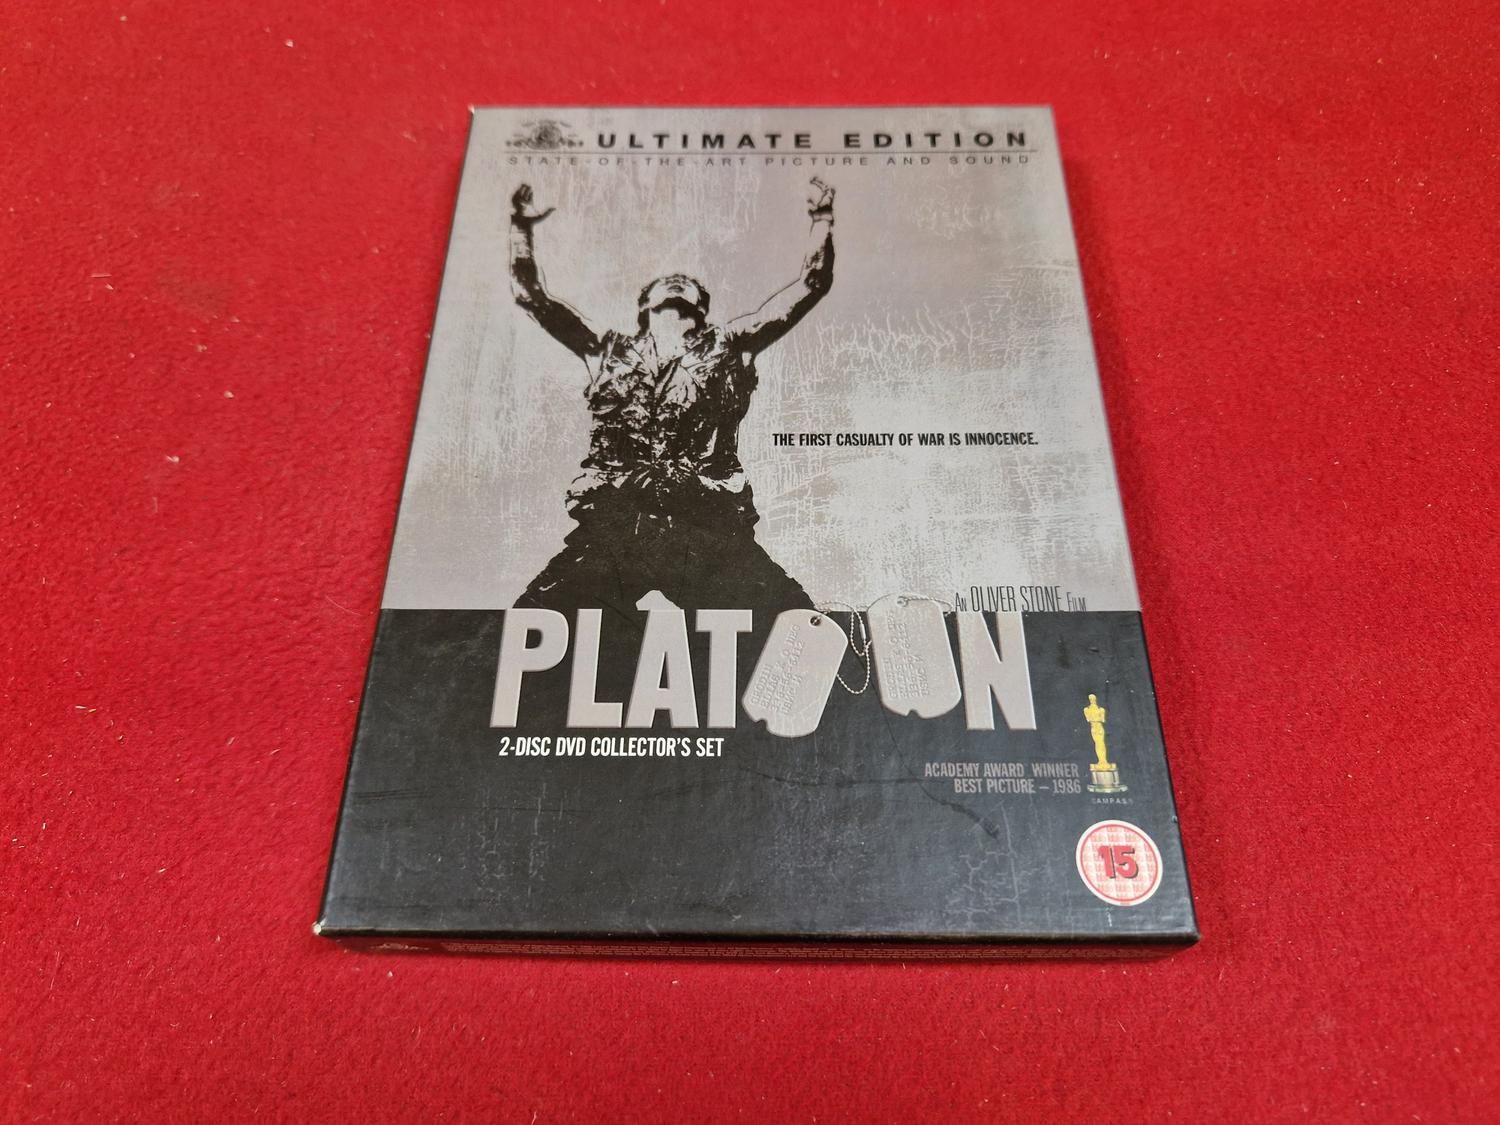 ULTIMATE EDITION
STATE-OF-THE-ART PICTURE AND SOUND
THE FIRST CASUALTY OF WAR IS INNOCENCE.
AN OLIVER STONE FILM
PLATOON
2-DISC DVD COLLECTOR'S SET
ACADEMY AWARD WINNER
BEST PICTURE – 1986
©A.M.P.A.S.®
15